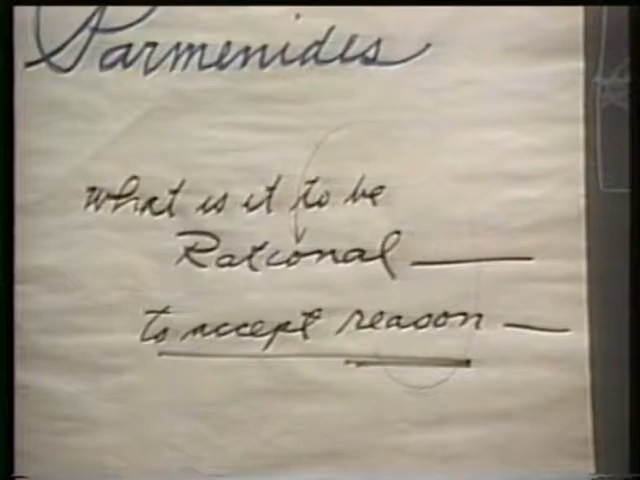 Parmenides
What is it to be
Rational —
to accept reason —